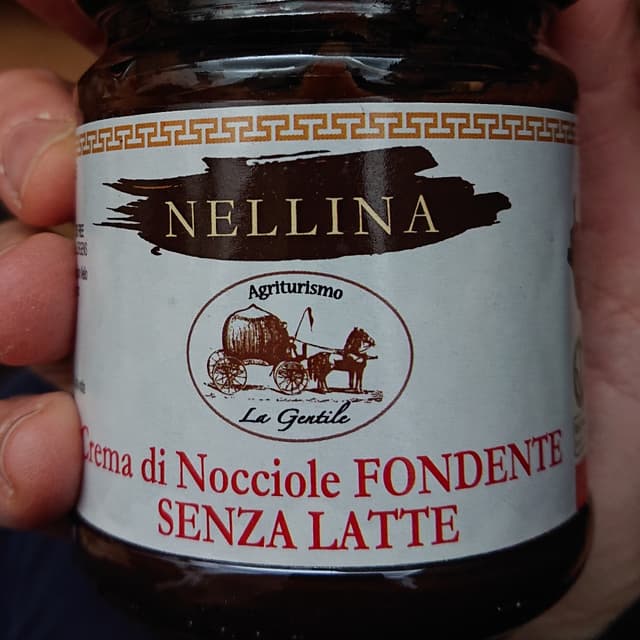 NELLINA
Agriturismo
La Gentile
Crema di Nocciole FONDENTE
SENZA LATTE